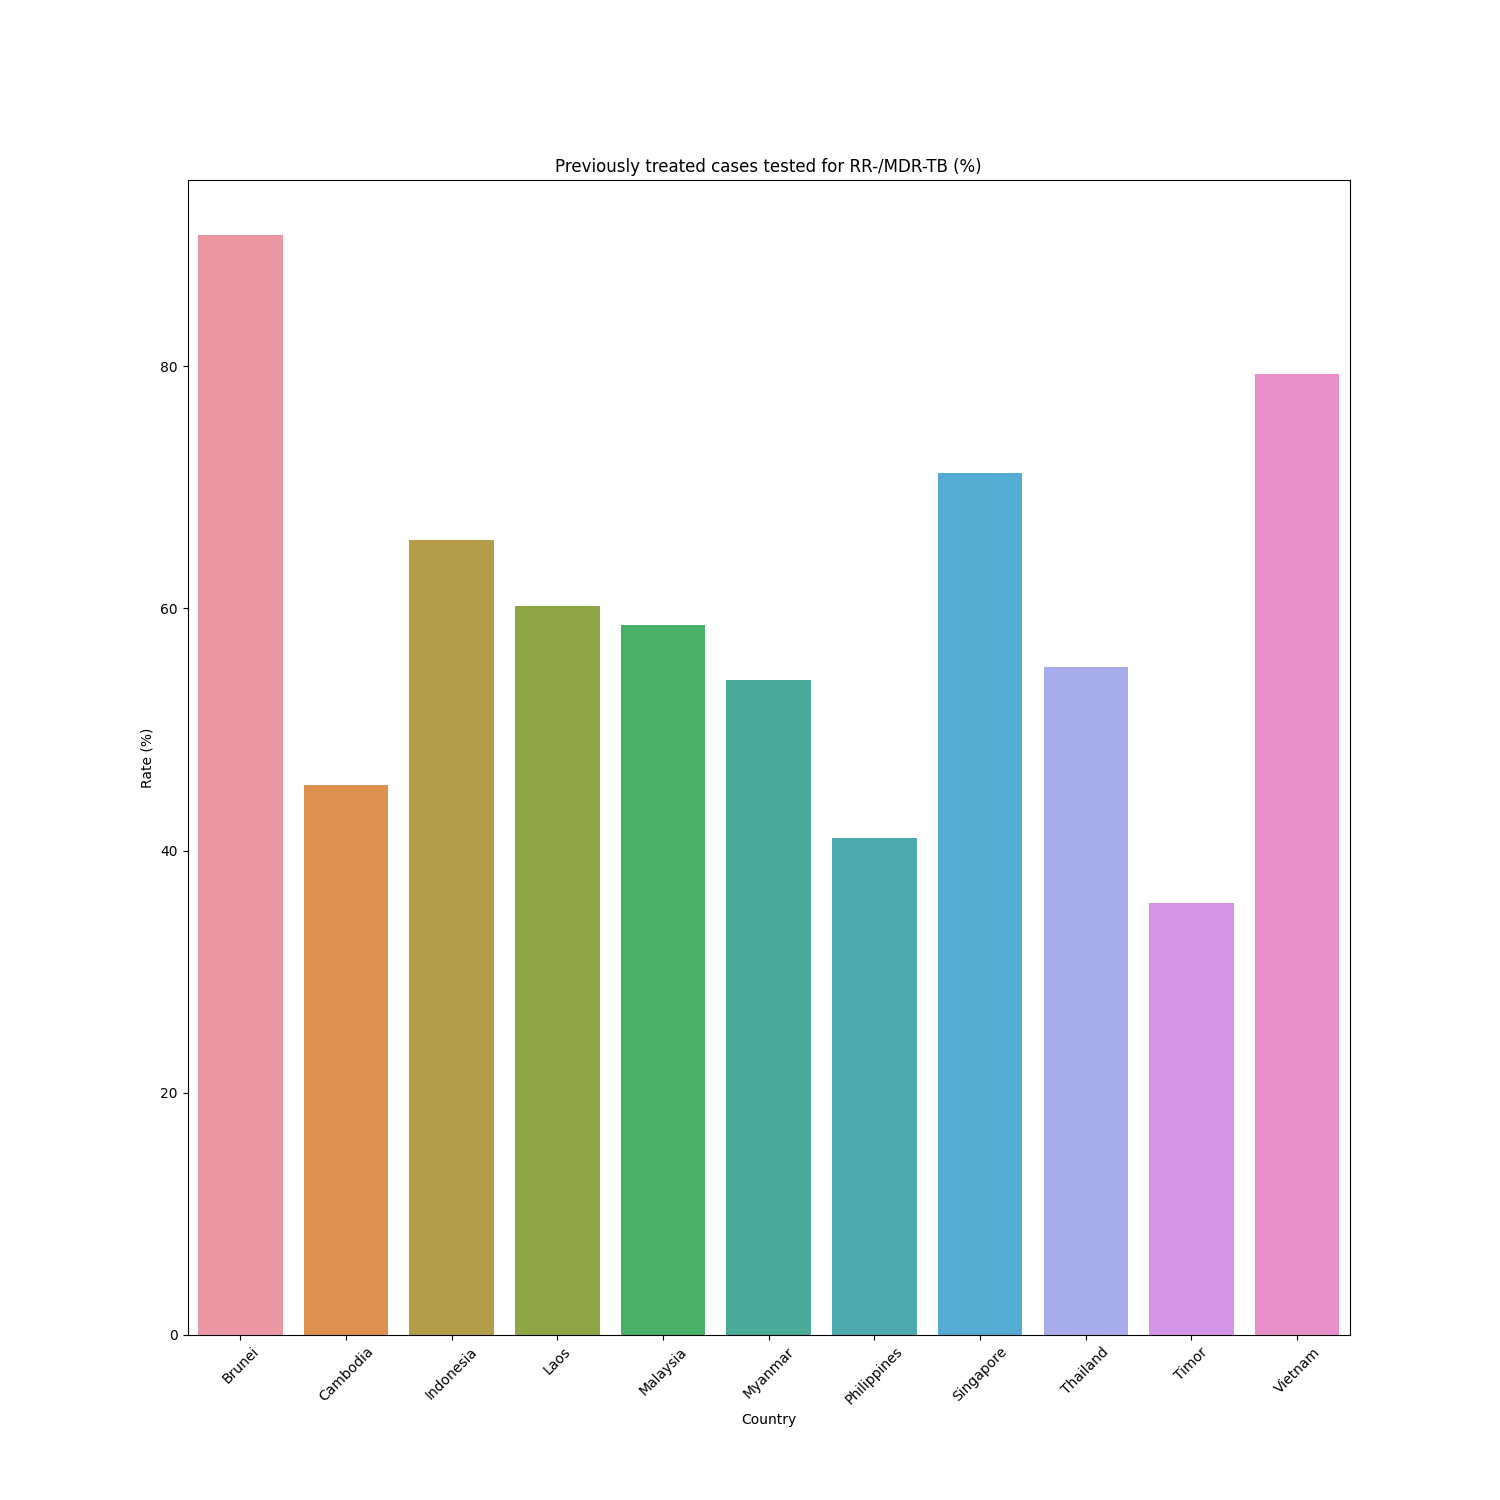 Previously treated cases tested for RR-/MDR-TB (%)
80
60
40
20
0
Rate (%)
Brunei
Cambodia
Indonesia
Laos
Malaysia
Myanmar
Philippines
Singapore
Thailand
Timor
Vietnam
Country